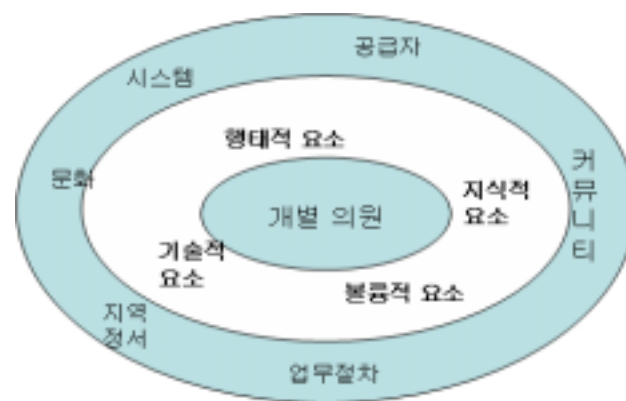 공급자
시스템
행태적 요소
문화
커
뮤
니
티
지식적
요소
개별 의원
기술적
요소
볼륨적 요소
지역
정서
업무절차